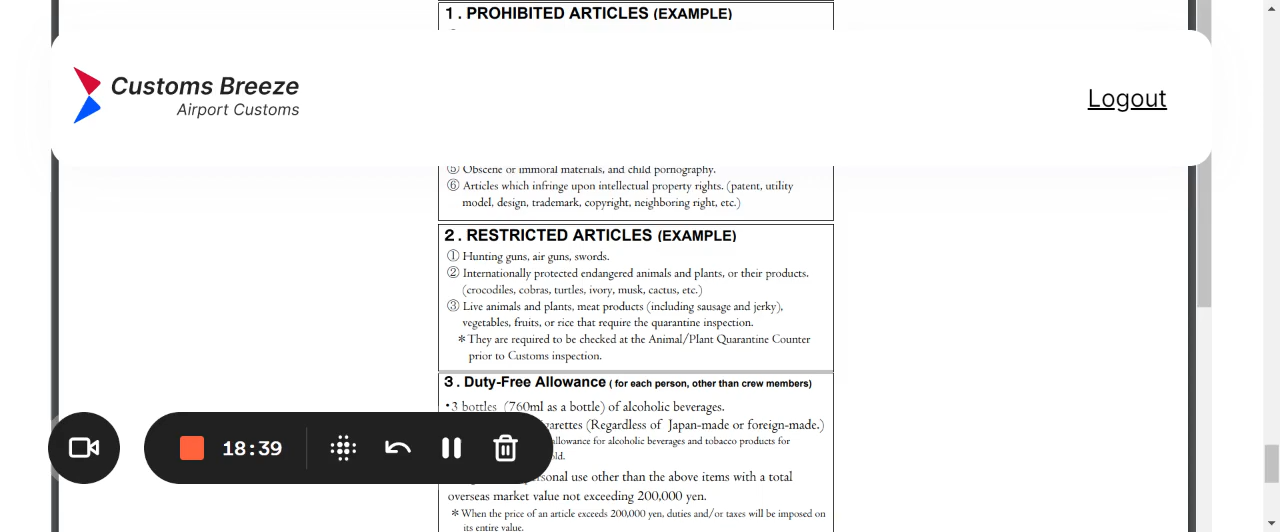 1. PROHIBITED ARTICLES (EXAMPLE)
Customs Breeze
Airport Customs
Logout
⑤ Obscene or immoral materials, and child pornography.
⑥ Articles which infringe upon intellectual property rights. (patent, utility
model, design, trademark, copyright, neighboring right, etc.)
2. RESTRICTED ARTICLES (EXAMPLE)
① Hunting guns, air guns, swords.
② Internationally protected endangered animals and plants, or their products.
(crocodiles, cobras, turtles, ivory, musk, cactus, etc.)
③ Live animals and plants, meat products (including sausage and jerky),
vegetables, fruits, or rice that require the quarantine inspection.
＊They are required to be checked at the Animal/Plant Quarantine Counter
prior to Customs inspection.
3. Duty-Free Allowance ( for each person, other than crew members)
•3 bottles (760ml as a bottle) of alcoholic beverages.
(Regardless of Japan-made or foreign-made.)
allowance for alcoholic beverages and tobacco products for
18:39
use other than the above items with a total
overseas market value not exceeding 200,000 yen.
＊When the price of an article exceeds 200,000 yen, duties and/or taxes will be imposed on
its entire value.